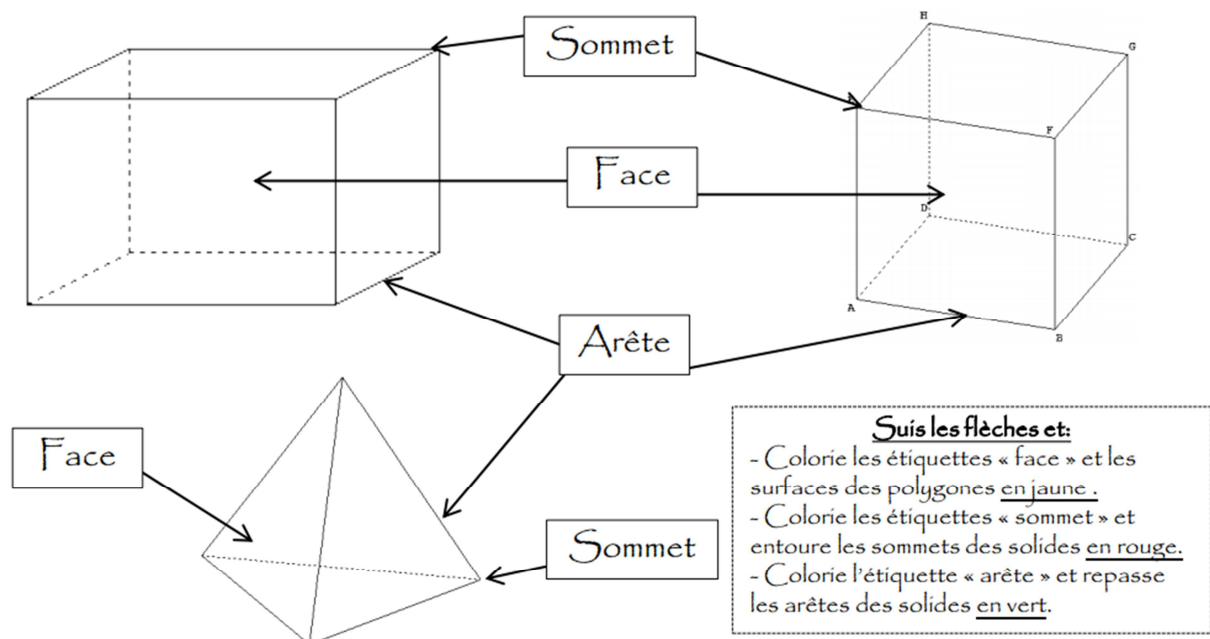 H
Sommet
G
F
Face
D
C
A
B
Arête
Face
Sommet
Suis les flèches et:
- Colorie les étiquettes « face » et les
surfaces des polygones en jaune .
- Colorie les étiquettes « sommet » et
entoure les sommets des solides en rouge.
- Colorie l'étiquette « arête » et repasse
les arêtes des solides en vert.